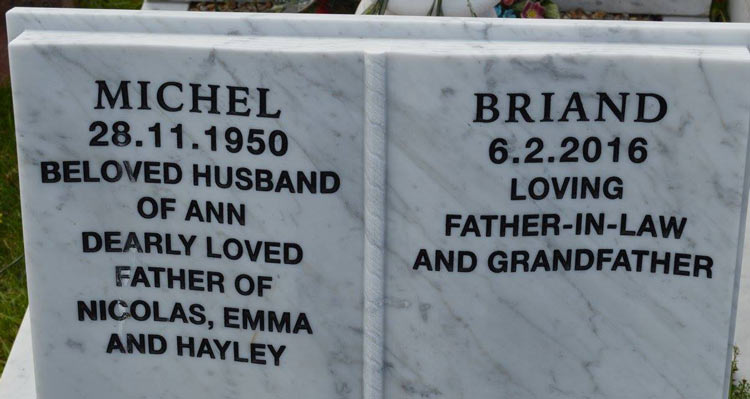 MICHEL
28.11.1950
BELOVED HUSBAND
OF ANN
DEARLY LOVED
FATHER OF
NICOLAS, EMMA
AND HAYLEY
BRIAND
6.2.2016
LOVING
FATHER-IN-LAW
AND GRANDFATHER